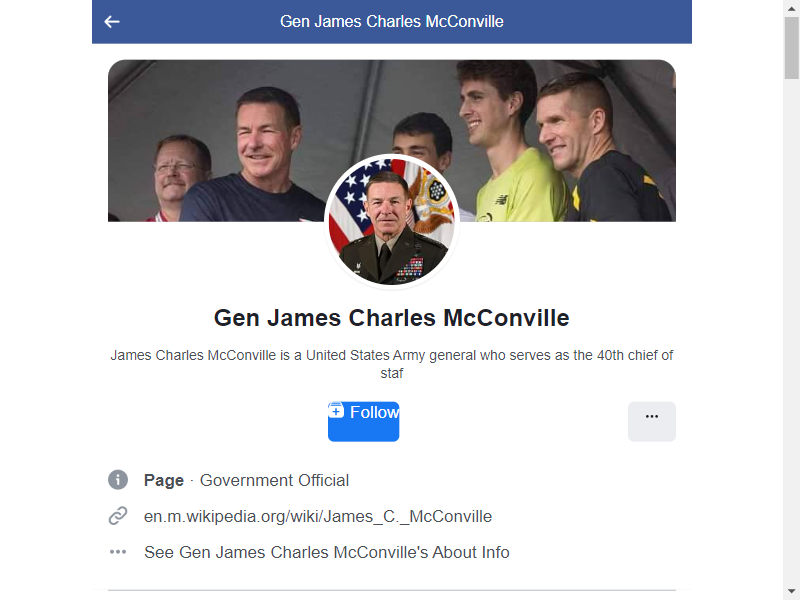 Gen James Charles McConville
Gen James Charles McConville
James Charles McConville is a United States Army general who serves as the 40th chief of
staf
Follow
Page · Government Official
en.m.wikipedia.org/wiki/James_C._McConville
See Gen James Charles McConville's About Info